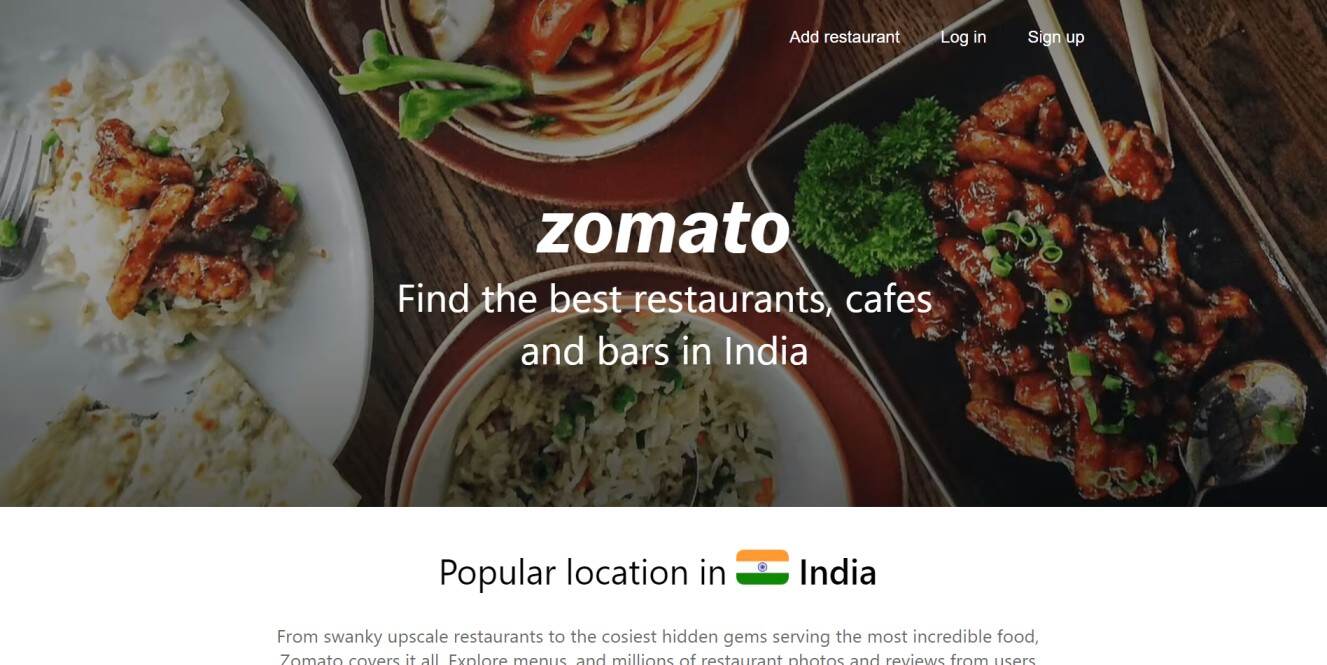 Add restaurant Log in Sign up
zomato
Find the best restaurants, cafes
and bars in India
Popular location in India
From swanky upscale restaurants to the cosiest hidden gems serving the most incredible food,
Zomato covers it all. Explore menus, and millions of restaurant photos and reviews from users